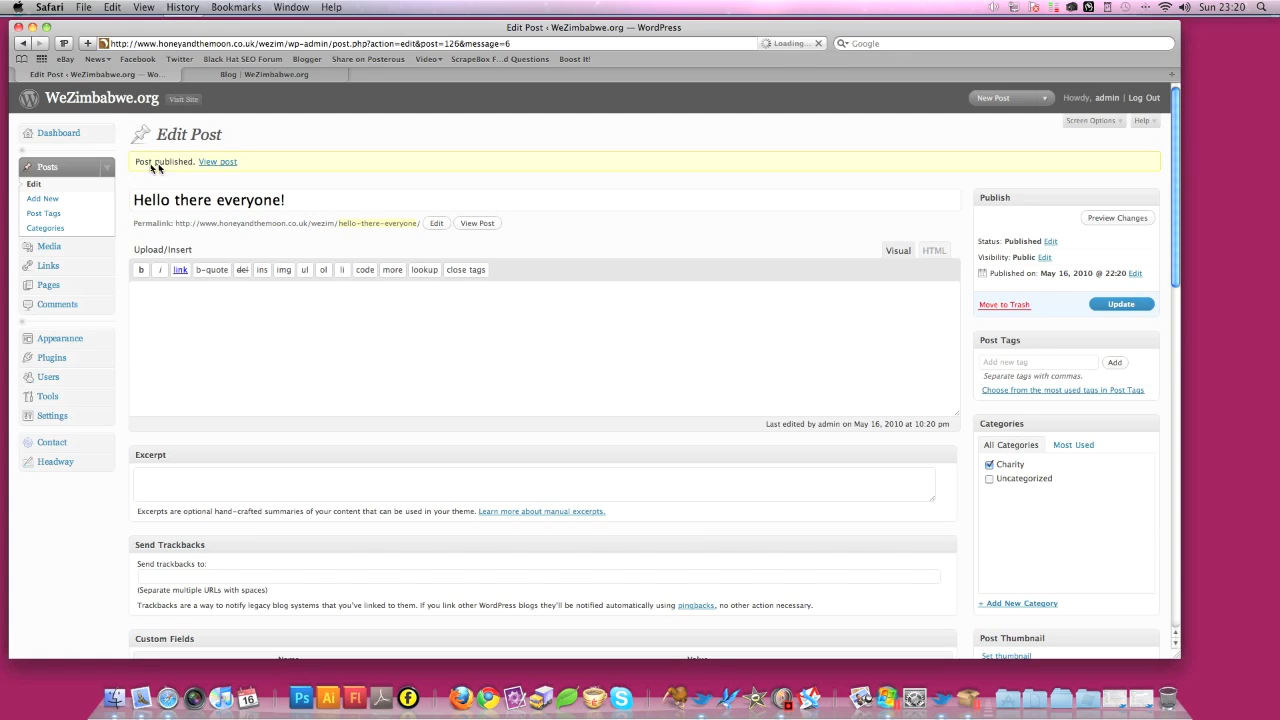 Safari File Edit View History Bookmarks Window Help Sun 23:20
Edit Post ‹ WeZimbabwe.org — WordPress
http://www.honeyandthemoon.co.uk/wezim/wp-admin/post.php?action=edit&post=126&message=6 Loading... Google
eBay News Facebook Twitter Black Hat SEO Forum Blogger Share on Posterous Video ScrapeBox F...d Questions Boost It!
Edit Post ‹ WeZimbabwe.org — Wo... Blog | WeZimbabwe.org
WeZimbabwe.org Visit Site New Post Howdy, admin | Log Out
Screen Options Help
Dashboard
Posts
Edit
Add New
Post Tags
Categories
Media
Links
Pages
Comments
Appearance
Plugins
Users
Tools
Settings
Contact
Headway
Edit Post
Post published. View post
Hello there everyone!
Permalink: http://www.honeyandthemoon.co.uk/wezim/hello-there-everyone/ Edit View Post
Upload/Insert Visual HTML
b i link b-quote del ins img ul ol li code more lookup close tags
Last edited by admin on May 16, 2010 at 10:20 pm
Excerpt
Excerpts are optional hand-crafted summaries of your content that can be used in your theme. Learn more about manual excerpts.
Send Trackbacks
Send trackbacks to:
(Separate multiple URLs with spaces)
Trackbacks are a way to notify legacy blog systems that you've linked to them. If you link other WordPress blogs they'll be notified automatically using pingbacks, no other action necessary.
Custom Fields
Name Value
Publish
Preview Changes
Status: Published Edit
Visibility: Public Edit
Published on: May 16, 2010 @ 22:20 Edit
Move to Trash Update
Post Tags
Add new tag Add
Separate tags with commas.
Choose from the most used tags in Post Tags
Categories
All Categories Most Used
Charity
Uncategorized
+ Add New Category
Post Thumbnail
Set thumbnail
16
Ps Ai Fl f